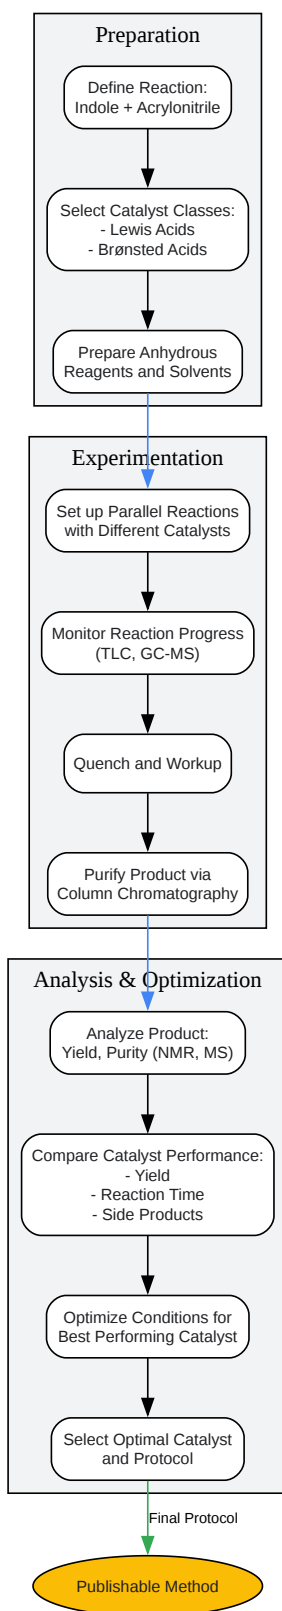 Preparation
Define Reaction:
Indole + Acrylonitrile
Select Catalyst Classes:
- Lewis Acids
- Brønsted Acids
Prepare Anhydrous
Reagents and Solvents
Experimentation
Set up Parallel Reactions
with Different Catalysts
Monitor Reaction Progress
(TLC, GC-MS)
Quench and Workup
Purify Product via
Column Chromatography
Analysis & Optimization
Analyze Product:
Yield, Purity (NMR, MS)
Compare Catalyst Performance:
- Yield
- Reaction Time
- Side Products
Optimize Conditions for
Best Performing Catalyst
Select Optimal Catalyst
and Protocol
Final Protocol
Publishable Method